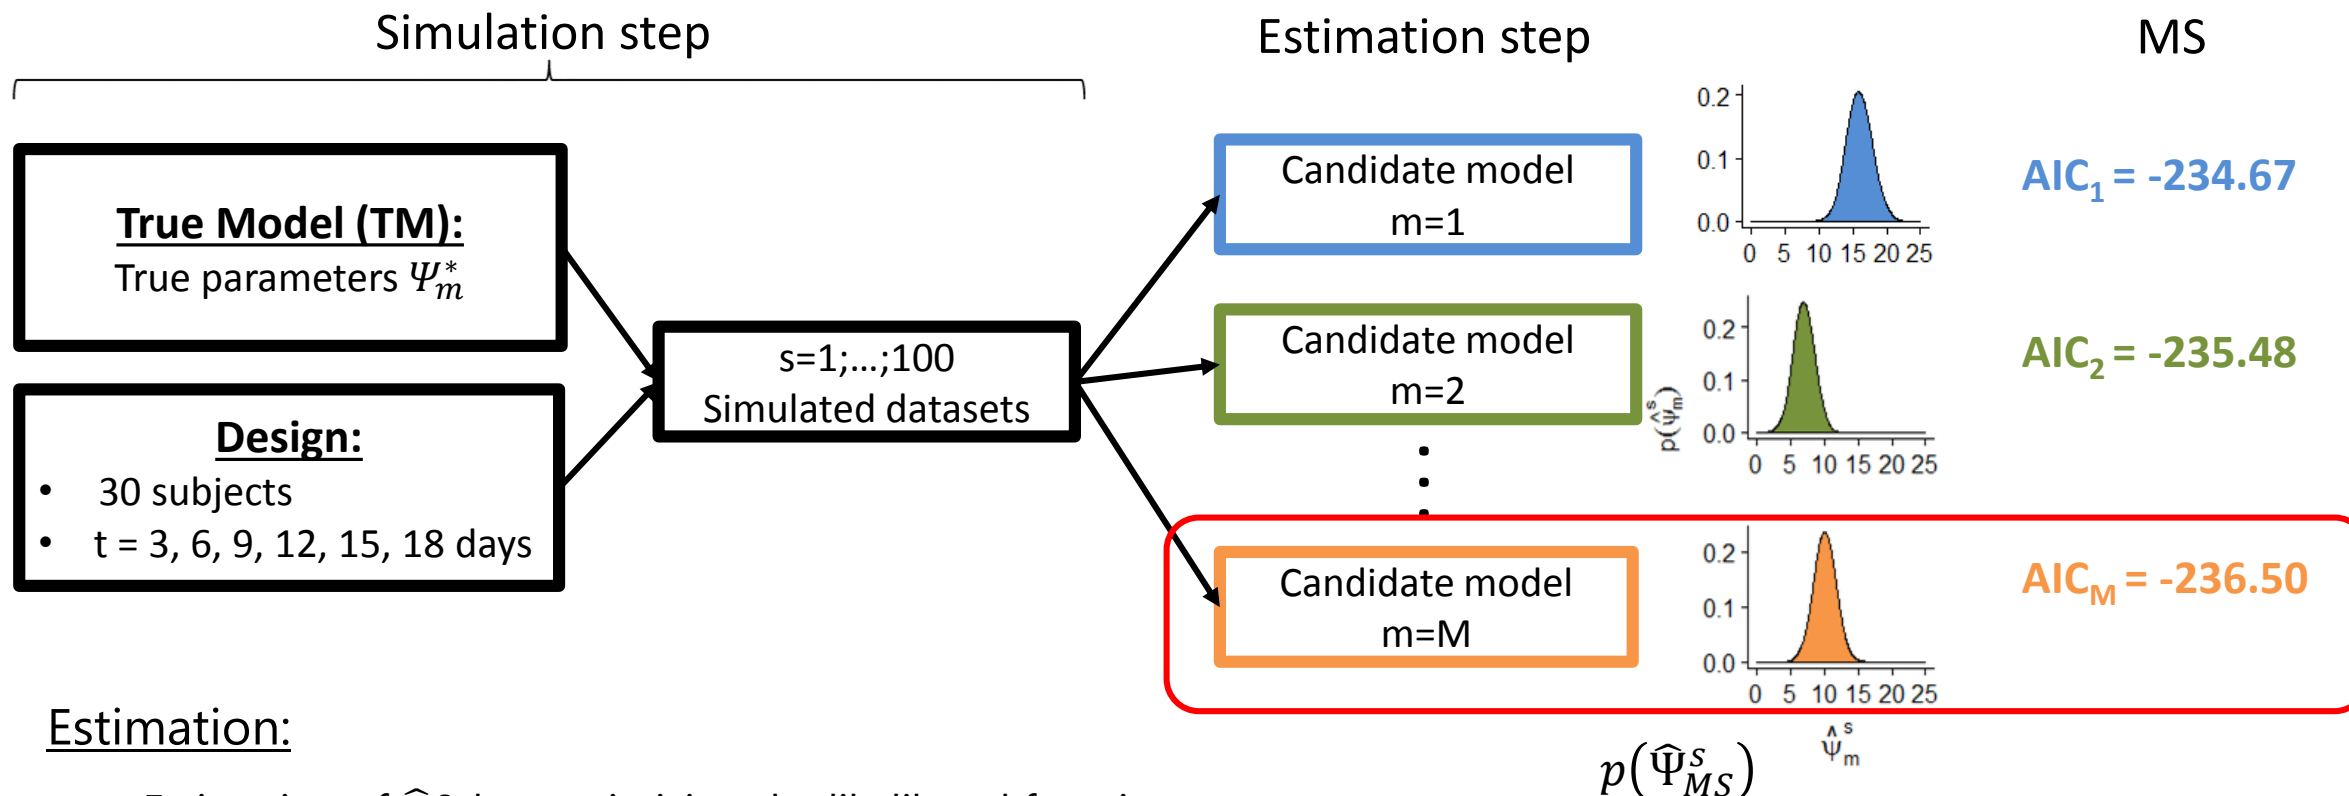 Simulation step
Estimation step
MS
True Model (TM):
True parameters Ψ*m
Design:
• 30 subjects
• t = 3, 6, 9, 12, 15, 18 days
s=1;...;100
Simulated datasets
Candidate model
m=1
0.2
0.1
0.0
0 5 10 15 20 25
AIC1 = -234.67
Candidate model
m=2
p(ψ̂sm)
0.2
0.1
0.0
0 5 10 15 20 25
AIC2 = -235.48
Candidate model
m=M
0.2
0.1
0.0
0 5 10 15 20 25
AICM = -236.50
ψ̂sm
p(Ψ̂sMS)
Estimation: